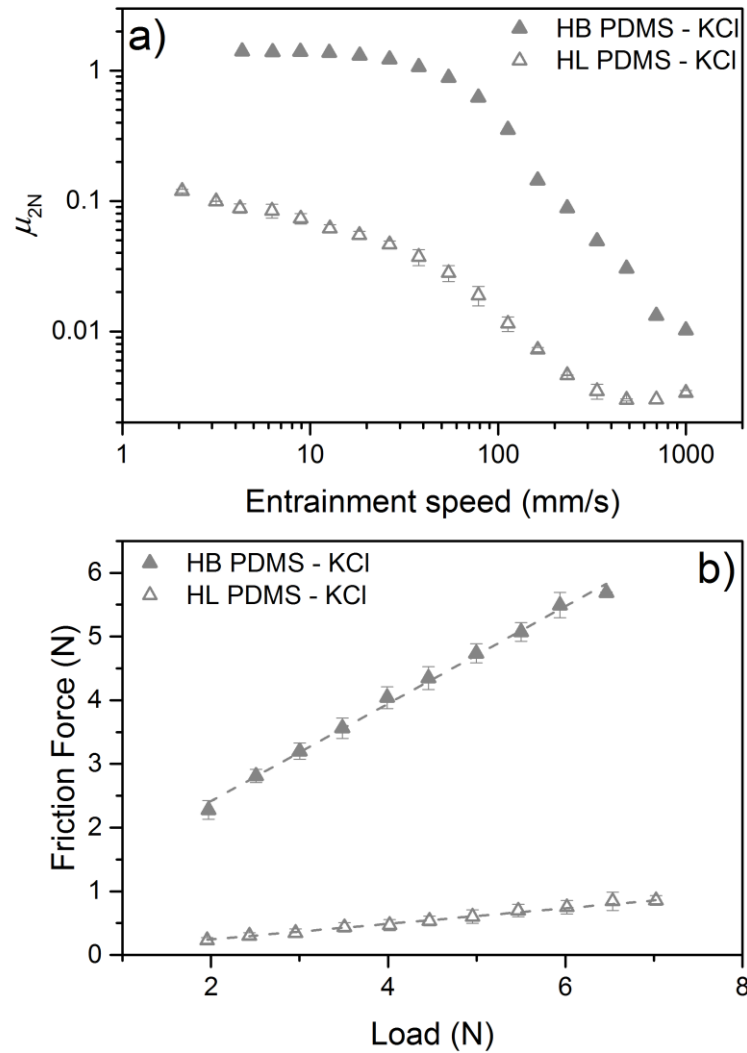 a)
HB PDMS - KCl
HL PDMS - KCl
1
0.1
0.01
μ2N
1 10 100 1000
Entrainment speed (mm/s)
b)
HB PDMS - KCl
HL PDMS - KCl
6
5
4
3
2
1
0
Friction Force (N)
2 4 6 8
Load (N)